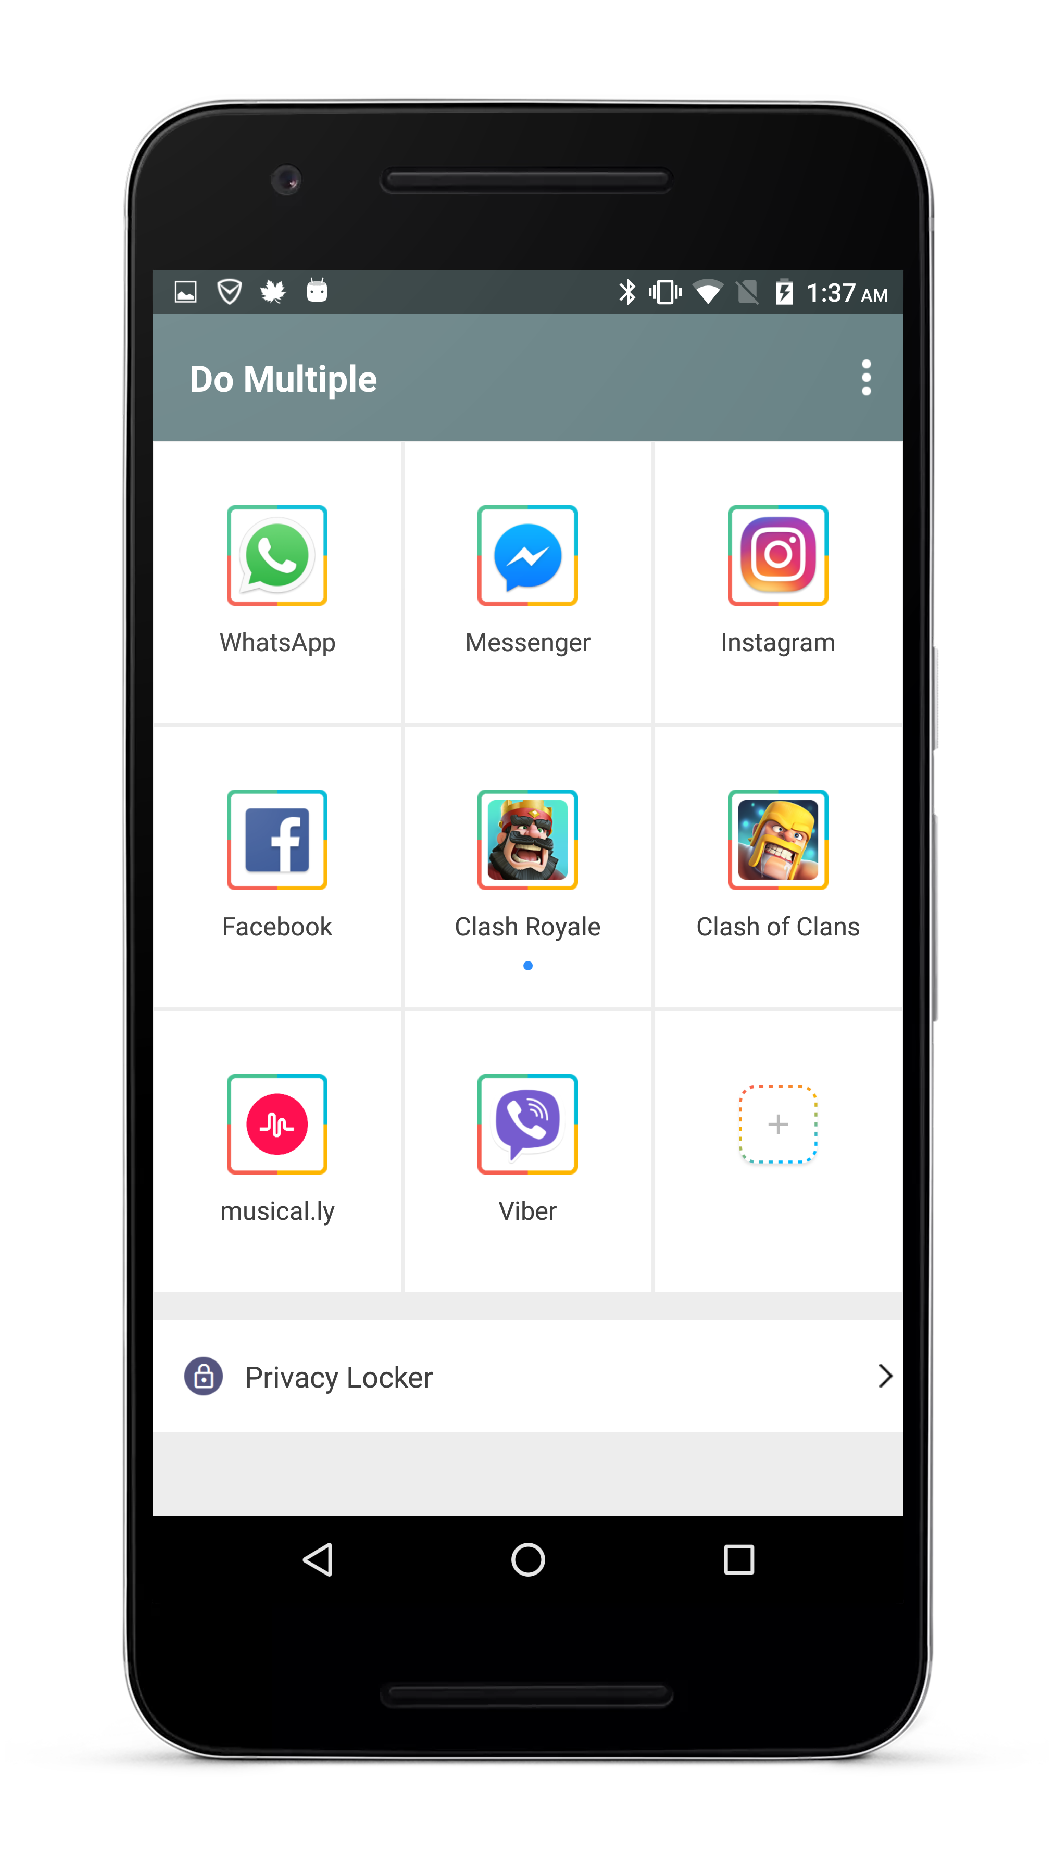 1:37 AM
Do Multiple
WhatsApp
Messenger
Instagram
Facebook
Clash Royale
Clash of Clans
musical.ly
Viber
Privacy Locker